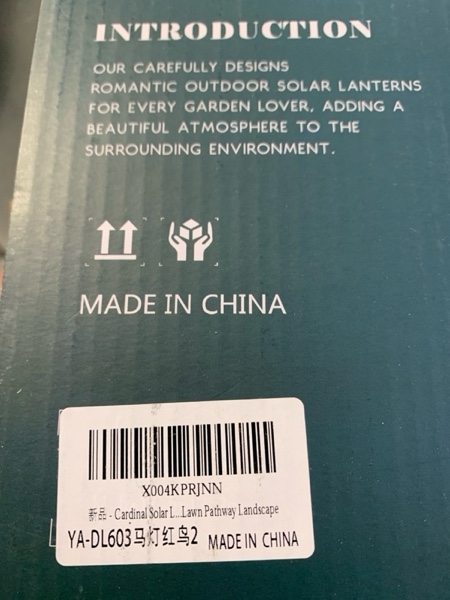 INTRODUCTION
OUR CAREFULLY DESIGNS
ROMANTIC OUTDOOR SOLAR LANTERNS
FOR EVERY GARDEN LOVER, ADDING A
BEAUTIFUL ATMOSPHERE TO THE
SURROUNDING ENVIRONMENT.
MADE IN CHINA
X004KPRJNN
新品 - Cardinal Solar L...Lawn Pathway Landscape
YA-DL603马灯红鸟2 MADE IN CHINA